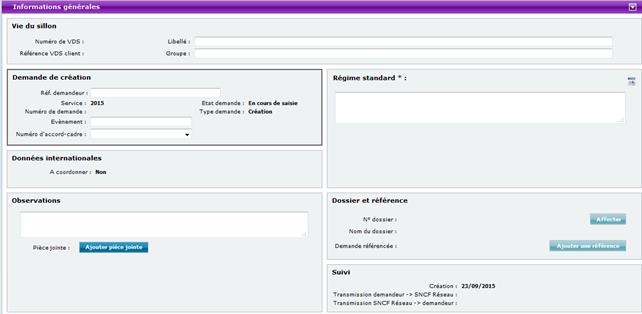 Informations générales
Vie du sillon
Numéro de VDS :
Libellé :
Référence VDS client :
Groupe :
Demande de création
Réf. demandeur :
Service : 2015
Etat demande : En cours de saisie
Numéro de demande :
Type demande : Création
Evènement :
Numéro d'accord-cadre :
Régime standard * :
Données internationales
A coordonner : Non
Observations
Pièce jointe : Ajouter pièce jointe
Dossier et référence
N° dossier : Affecter
Nom du dossier :
Demande référencée : Ajouter une référence
Suivi
Création : 23/09/2015
Transmission demandeur -> SNCF Réseau :
Transmission SNCF Réseau -> demandeur :